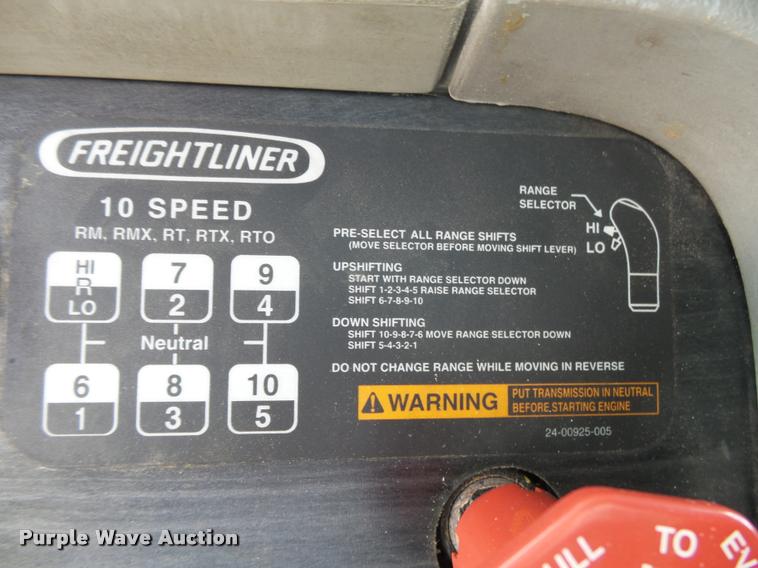 FREIGHTLINER
10 SPEED
RM, RMX, RT, RTX, RTO
HI
R
LO
7
2
9
4
Neutral
6
1
8
3
10
5
RANGE
SELECTOR
HI
LO
PRE-SELECT ALL RANGE SHIFTS
(MOVE SELECTOR BEFORE MOVING SHIFT LEVER)
UPSHIFTING
START WITH RANGE SELECTOR DOWN
SHIFT 1-2-3-4-5 RAISE RANGE SELECTOR
SHIFT 6-7-8-9-10
DOWN SHIFTING
SHIFT 10-9-8-7-6 MOVE RANGE SELECTOR DOWN
SHIFT 5-4-3-2-1
DO NOT CHANGE RANGE WHILE MOVING IN REVERSE
WARNING
PUT TRANSMISSION IN NEUTRAL
BEFORE STARTING ENGINE
24-00925-005
TO
Purple Wave Auction